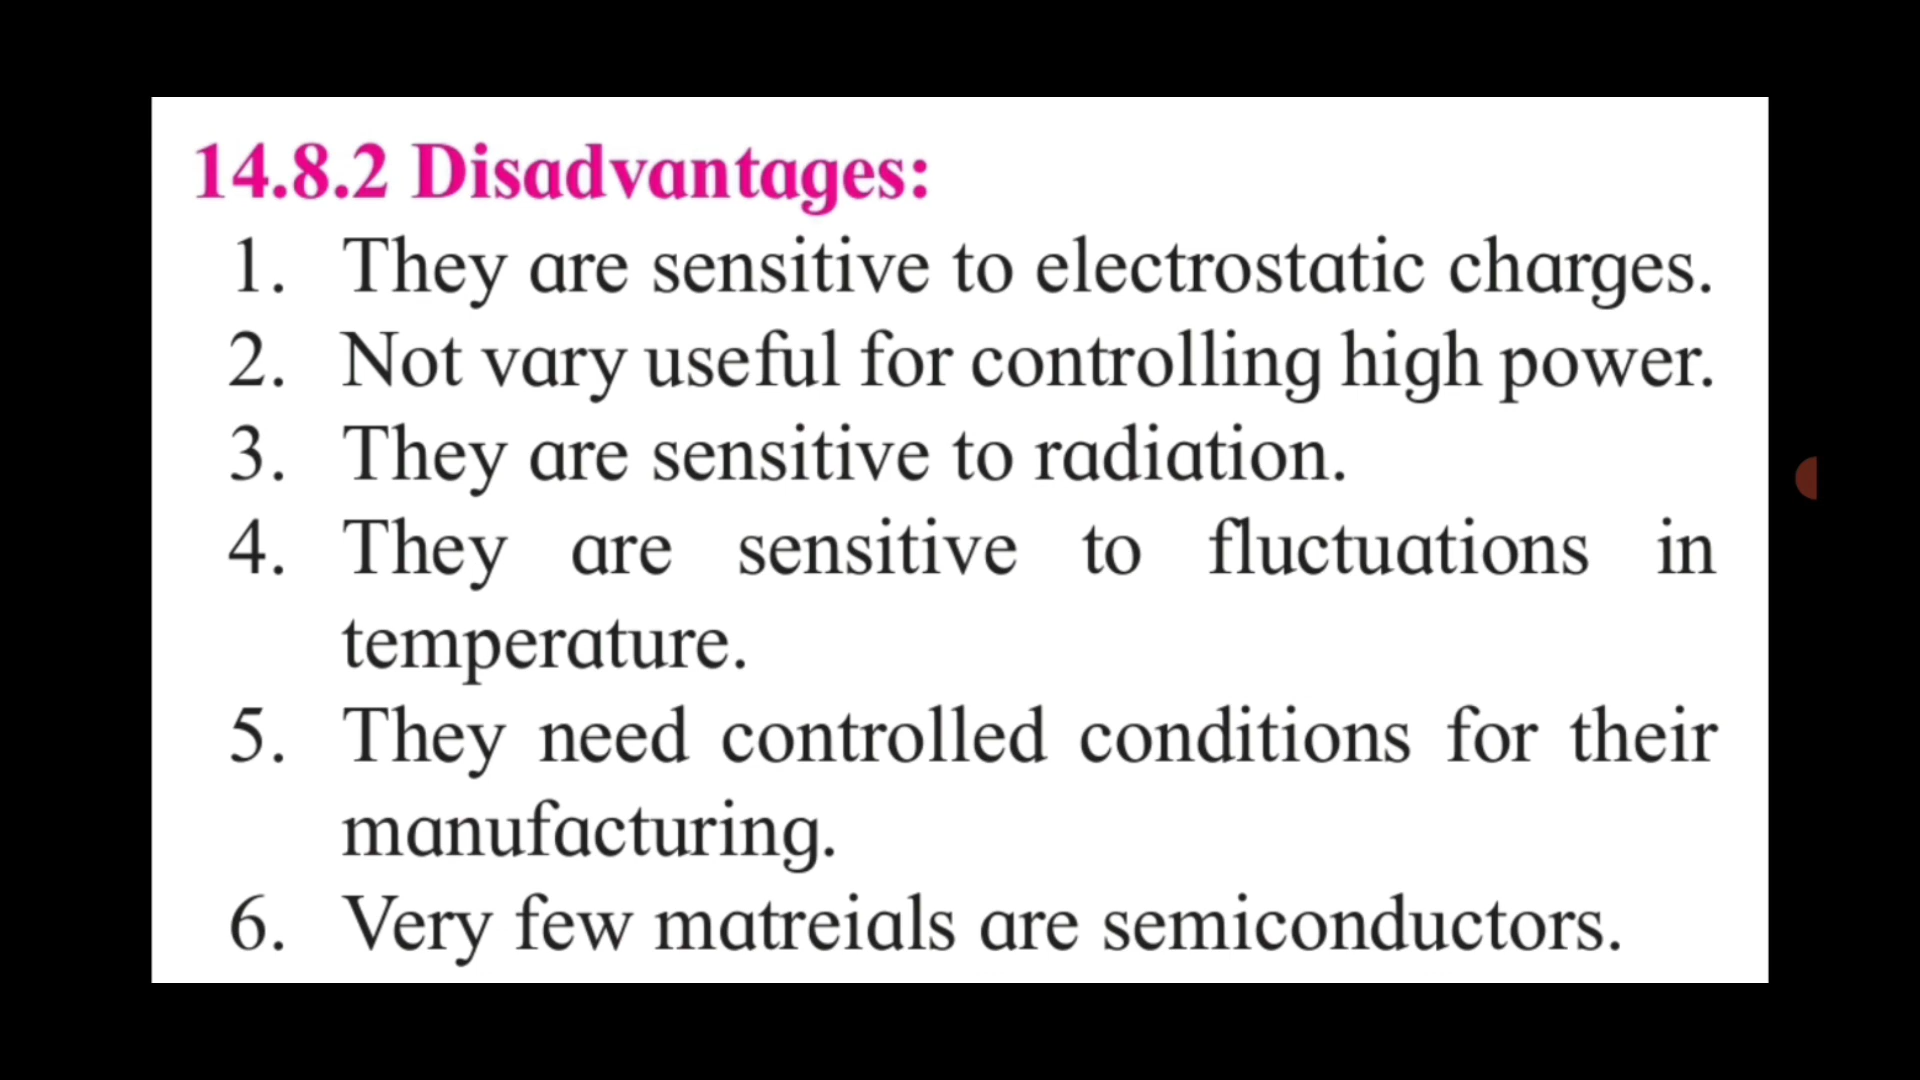 14.8.2 Disadvantages:
1. They are sensitive to electrostatic charges.
2. Not vary useful for controlling high power.
3. They are sensitive to radiation.
4. They are sensitive to fluctuations in
temperature.
5. They need controlled conditions for their
manufacturing.
6. Very few matreials are semiconductors.